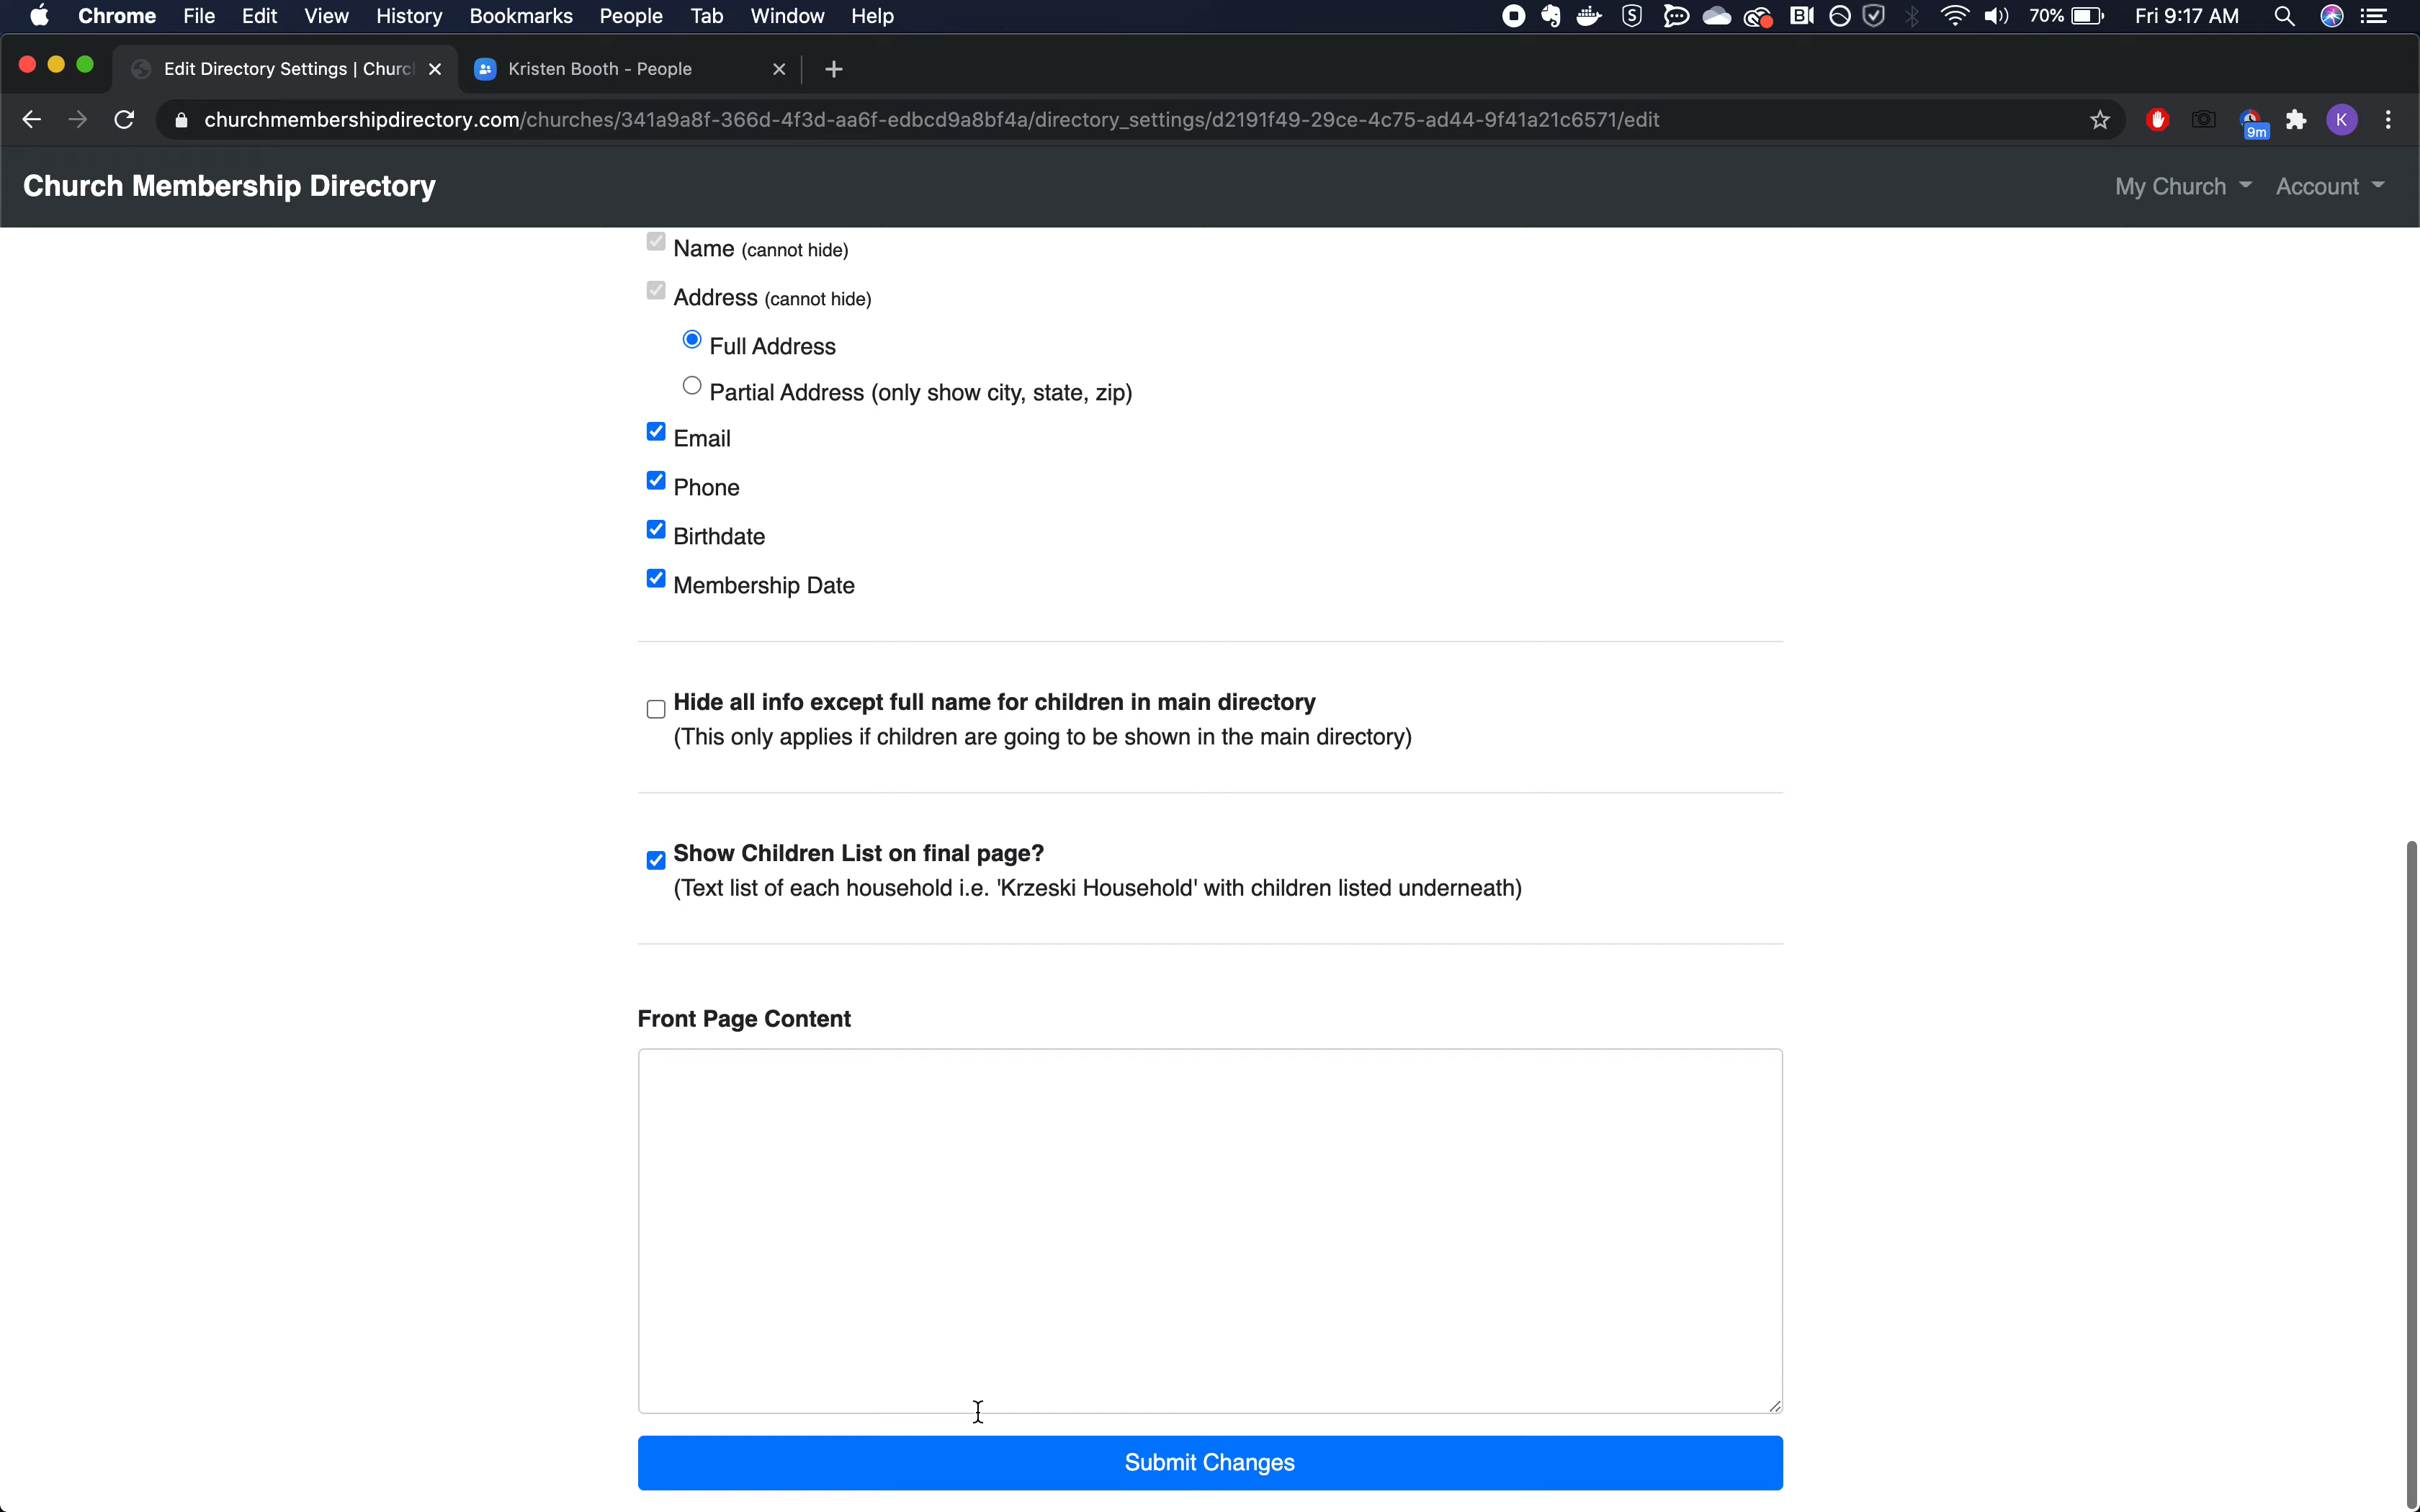 Chrome File Edit View History Bookmarks People Tab Window Help 70% Fri 9:17 AM
Edit Directory Settings | Churc Kristen Booth - People
churchmembershipdirectory.com/churches/341a9a8f-366d-4f3d-aa6f-edbcd9a8bf4a/directory_settings/d2191f49-29ce-4c75-ad44-9f41a21c6571/edit K
9m
Church Membership Directory My Church Account
Name (cannot hide)
Address (cannot hide)
Full Address
Partial Address (only show city, state, zip)
Email
Phone
Birthdate
Membership Date
Hide all info except full name for children in main directory
(This only applies if children are going to be shown in the main directory)
Show Children List on final page?
(Text list of each household i.e. 'Krzeski Household' with children listed underneath)
Front Page Content
Submit Changes